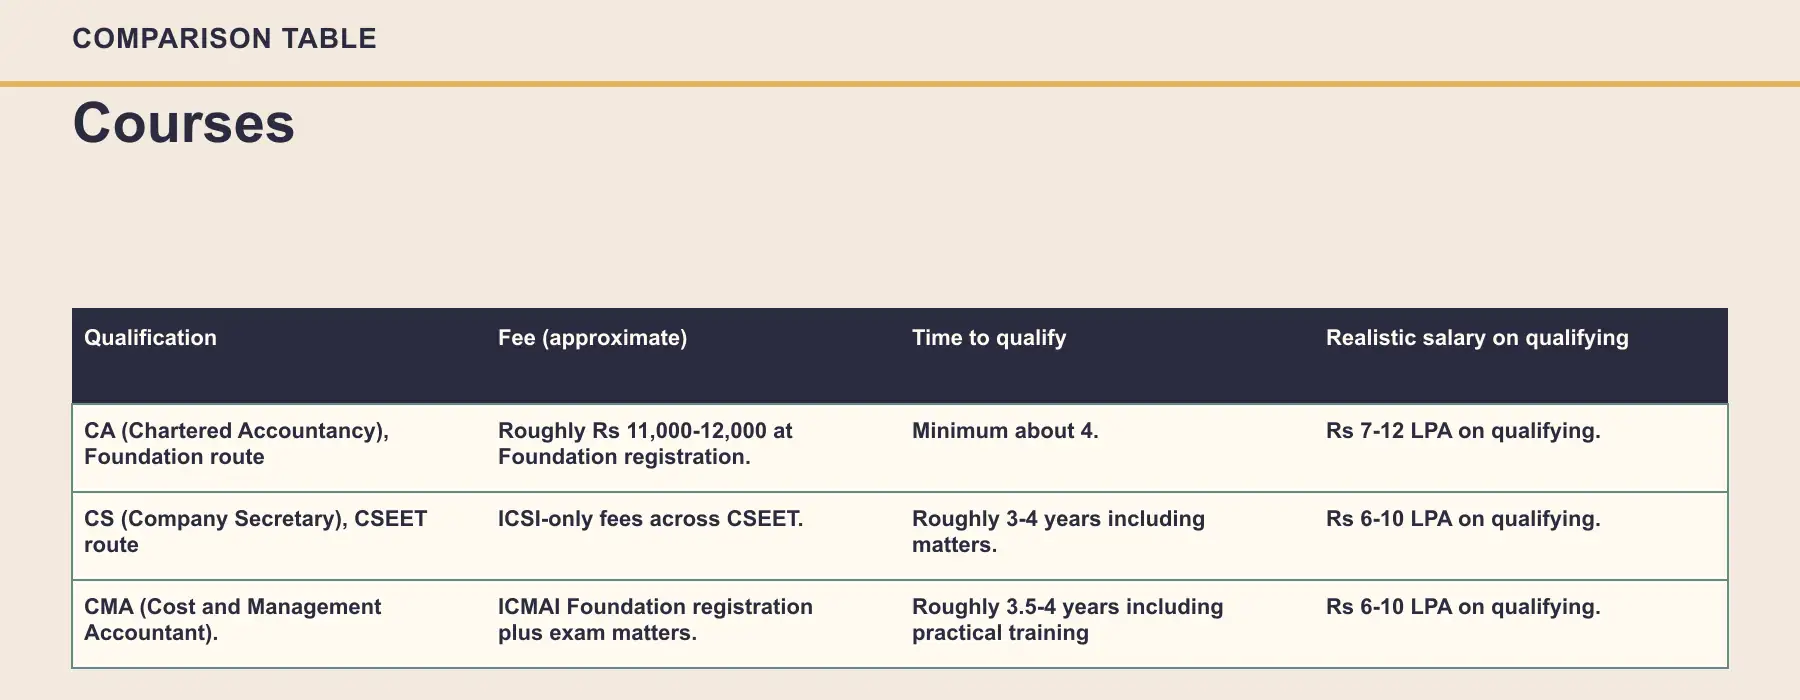 COMPARISON TABLE
Courses
Qualification
Fee (approximate)
Time to qualify
Realistic salary on qualifying
CA (Chartered Accountancy),
Foundation route
Roughly Rs 11,000-12,000 at
Foundation registration.
Minimum about 4.
Rs 7-12 LPA on qualifying.
CS (Company Secretary), CSEET
route
ICSI-only fees across CSEET.
Roughly 3-4 years including
matters.
Rs 6-10 LPA on qualifying.
CMA (Cost and Management
Accountant).
ICMAI Foundation registration
plus exam matters.
Roughly 3.5-4 years including
practical training
Rs 6-10 LPA on qualifying.